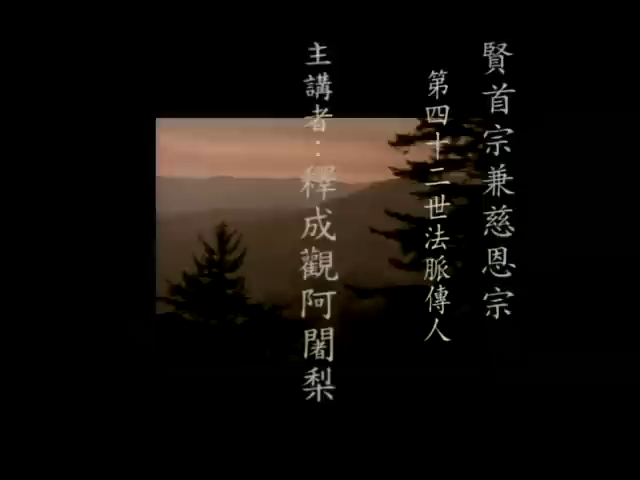 賢首宗兼慈恩宗
第四十二世法脈傳人
主講者：釋成觀阿闍梨